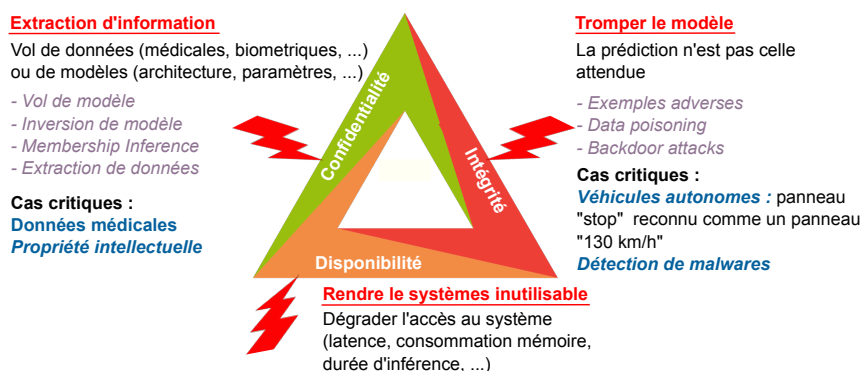 Extraction d'information
Vol de données (médicales, biometriques, ...)
ou de modèles (architecture, paramètres, ...)
- Vol de modèle
- Inversion de modèle
- Membership Inference
- Extraction de données
Cas critiques :
Données médicales
Propriété intellectuelle
Confidentialité
Intégrité
Disponibilité
Tromper le modèle
La prédiction n'est pas celle
attendue
- Exemples adverses
- Data poisoning
- Backdoor attacks
Cas critiques :
Véhicules autonomes : panneau
"stop" reconnu comme un panneau
"130 km/h"
Détection de malwares
Rendre le systèmes inutilisable
Dégrader l'accès au système
(latence, consommation mémoire,
durée d'inférence, ...)